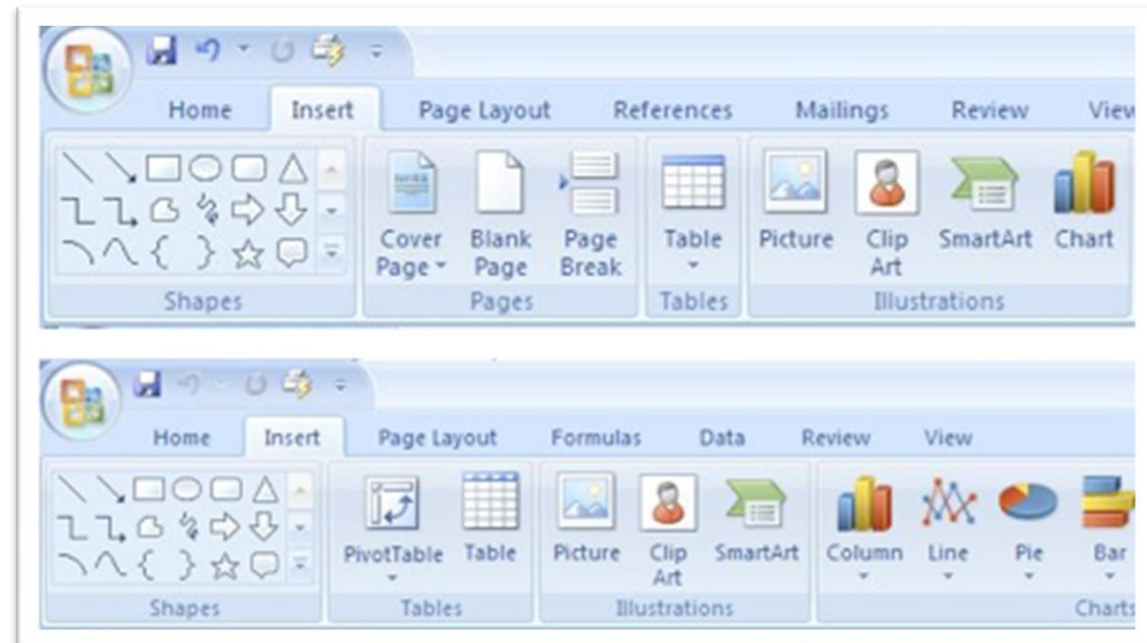 Home Insert Page Layout References Mailings Review View
Cover Page Blank Page Page Break Table Picture Clip Art SmartArt Chart
Shapes Pages Tables Illustrations
Home Insert Page Layout Formulas Data Review View
PivotTable Table Picture Clip Art SmartArt Column Line Pie Bar
Shapes Tables Illustrations Charts